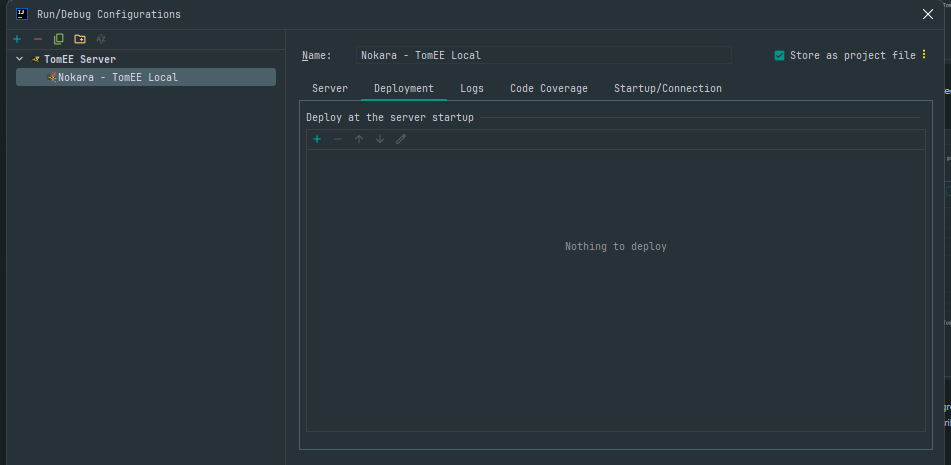 Run/Debug Configurations
TomEE Server
Nokara - TomEE Local
Name: Nokara - TomEE Local
Store as project file
Server Deployment Logs Code Coverage Startup/Connection
Deploy at the server startup
Nothing to deploy